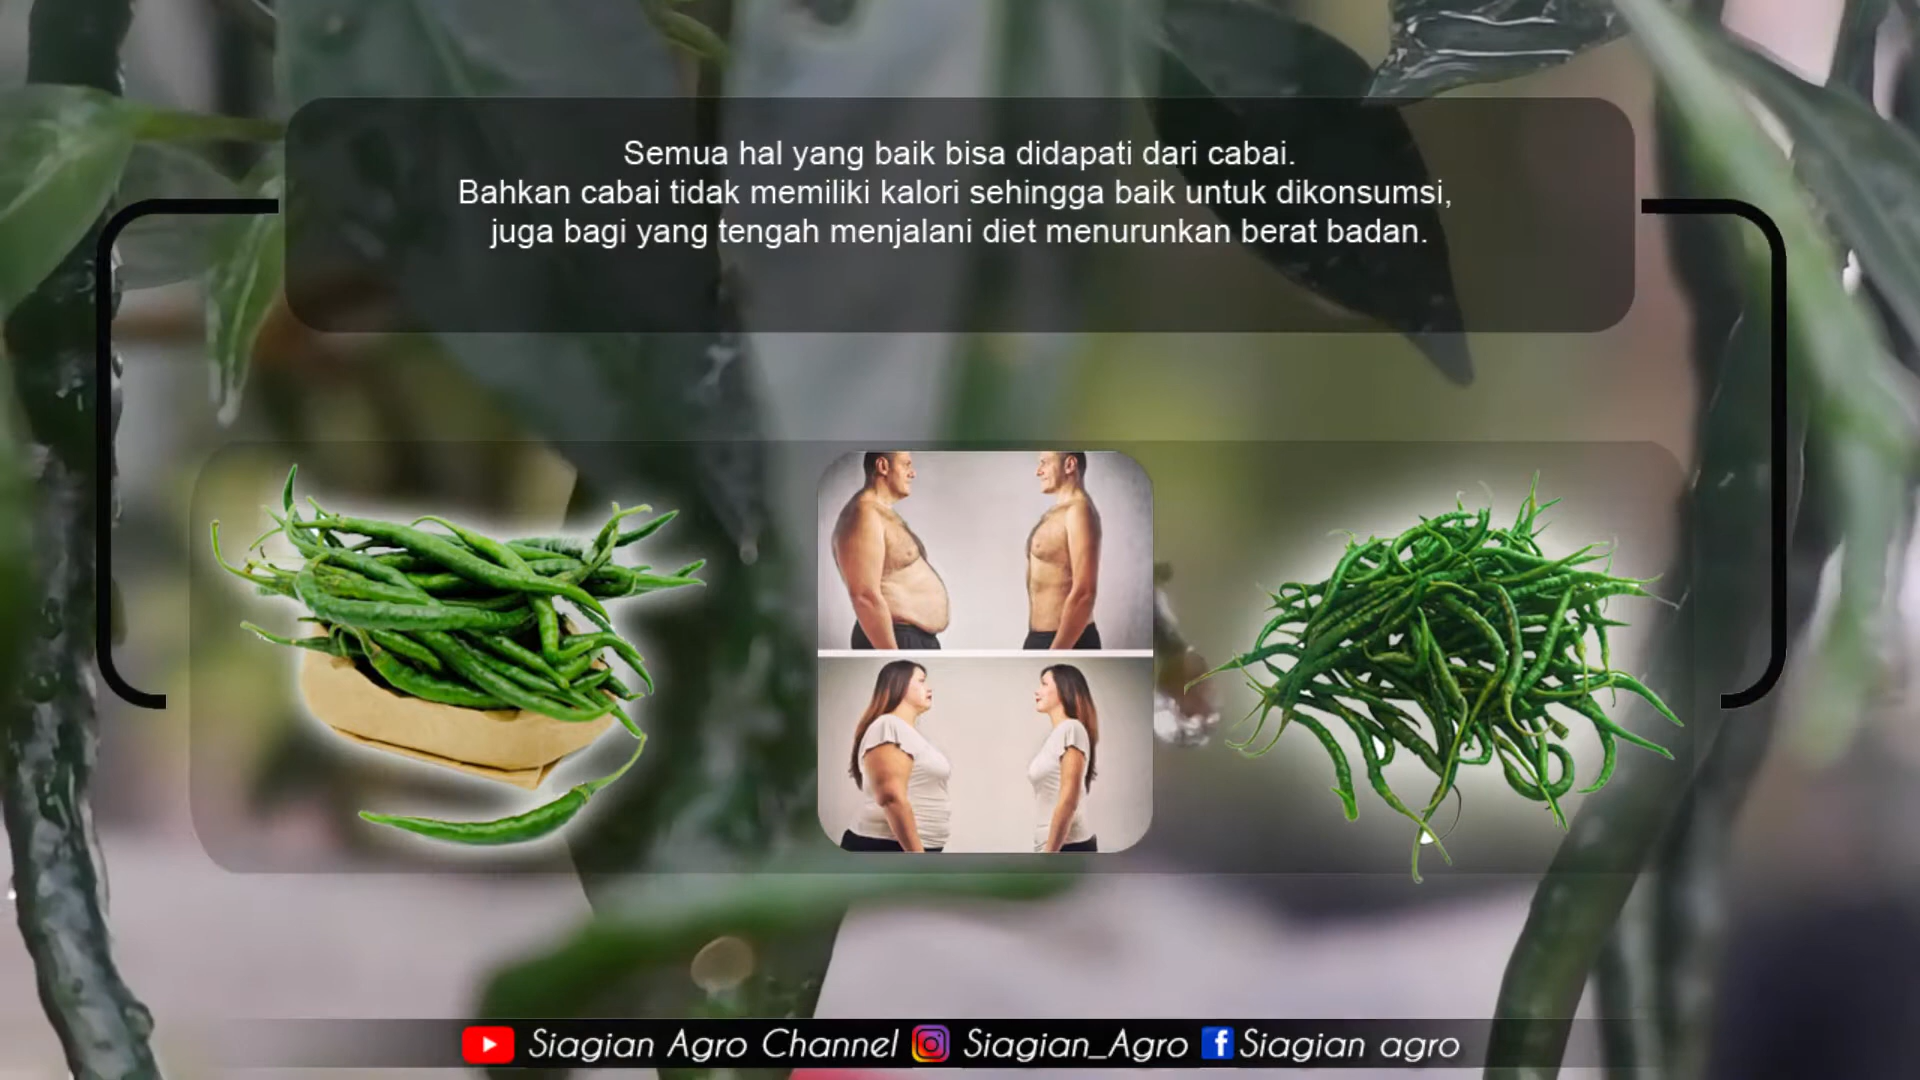 Semua hal yang baik bisa didapati dari cabai.
Bahkan cabai tidak memiliki kalori sehingga baik untuk dikonsumsi,
juga bagi yang tengah menjalani diet menurunkan berat badan.
Siagian Agro Channel Siagian_Agro Siagian agro